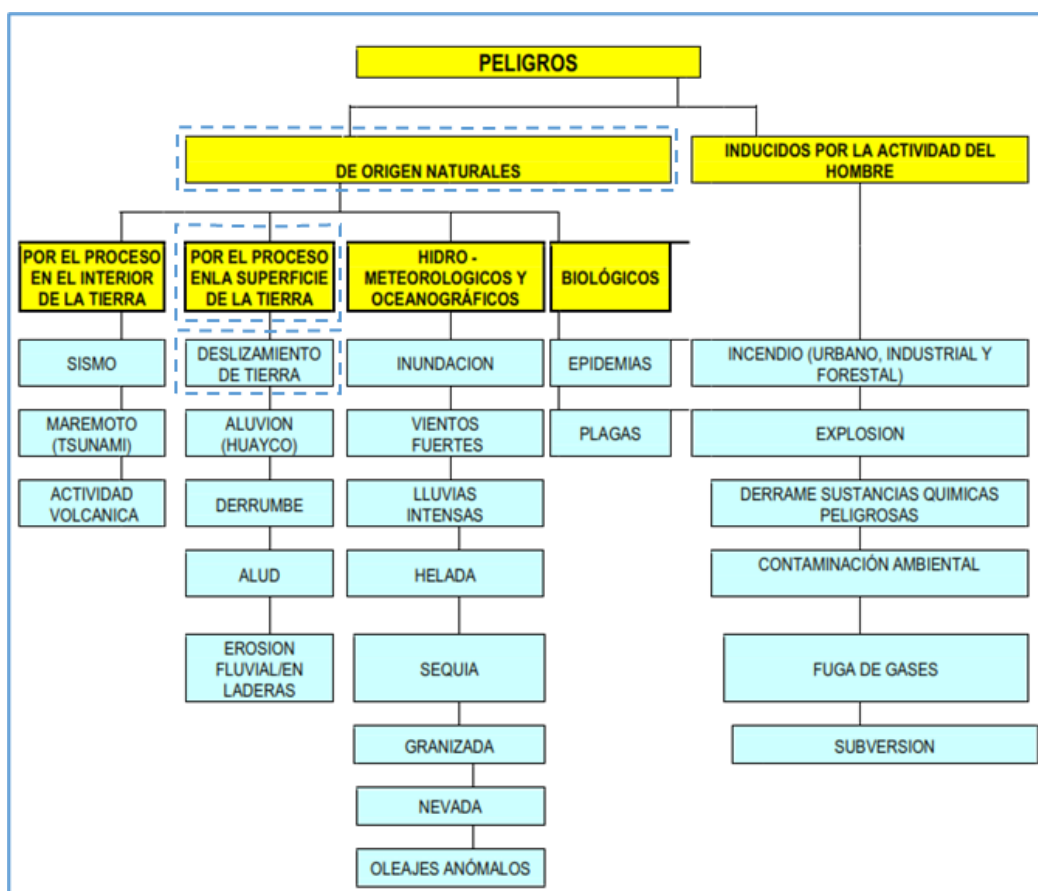 PELIGROS
DE ORIGEN NATURALES
INDUCIDOS POR LA ACTIVIDAD DEL
HOMBRE
POR EL PROCESO
EN EL INTERIOR
DE LA TIERRA
POR EL PROCESO
ENLA SUPERFICIE
DE LA TIERRA
HIDRO -
METEOROLOGICOS Y
OCEANOGRÁFICOS
BIOLÓGICOS
SISMO
MAREMOTO
(TSUNAMI)
ACTIVIDAD
VOLCANICA
DESLIZAMIENTO
DE TIERRA
ALUVION
(HUAYCO)
DERRUMBE
ALUD
EROSION
FLUVIAL/EN
LADERAS
INUNDACION
VIENTOS
FUERTES
LLUVIAS
INTENSAS
HELADA
SEQUIA
GRANIZADA
NEVADA
OLEAJES ANÓMALOS
EPIDEMIAS
PLAGAS
INCENDIO (URBANO, INDUSTRIAL Y
FORESTAL)
EXPLOSION
DERRAME SUSTANCIAS QUIMICAS
PELIGROSAS
CONTAMINACIÓN AMBIENTAL
FUGA DE GASES
SUBVERSION